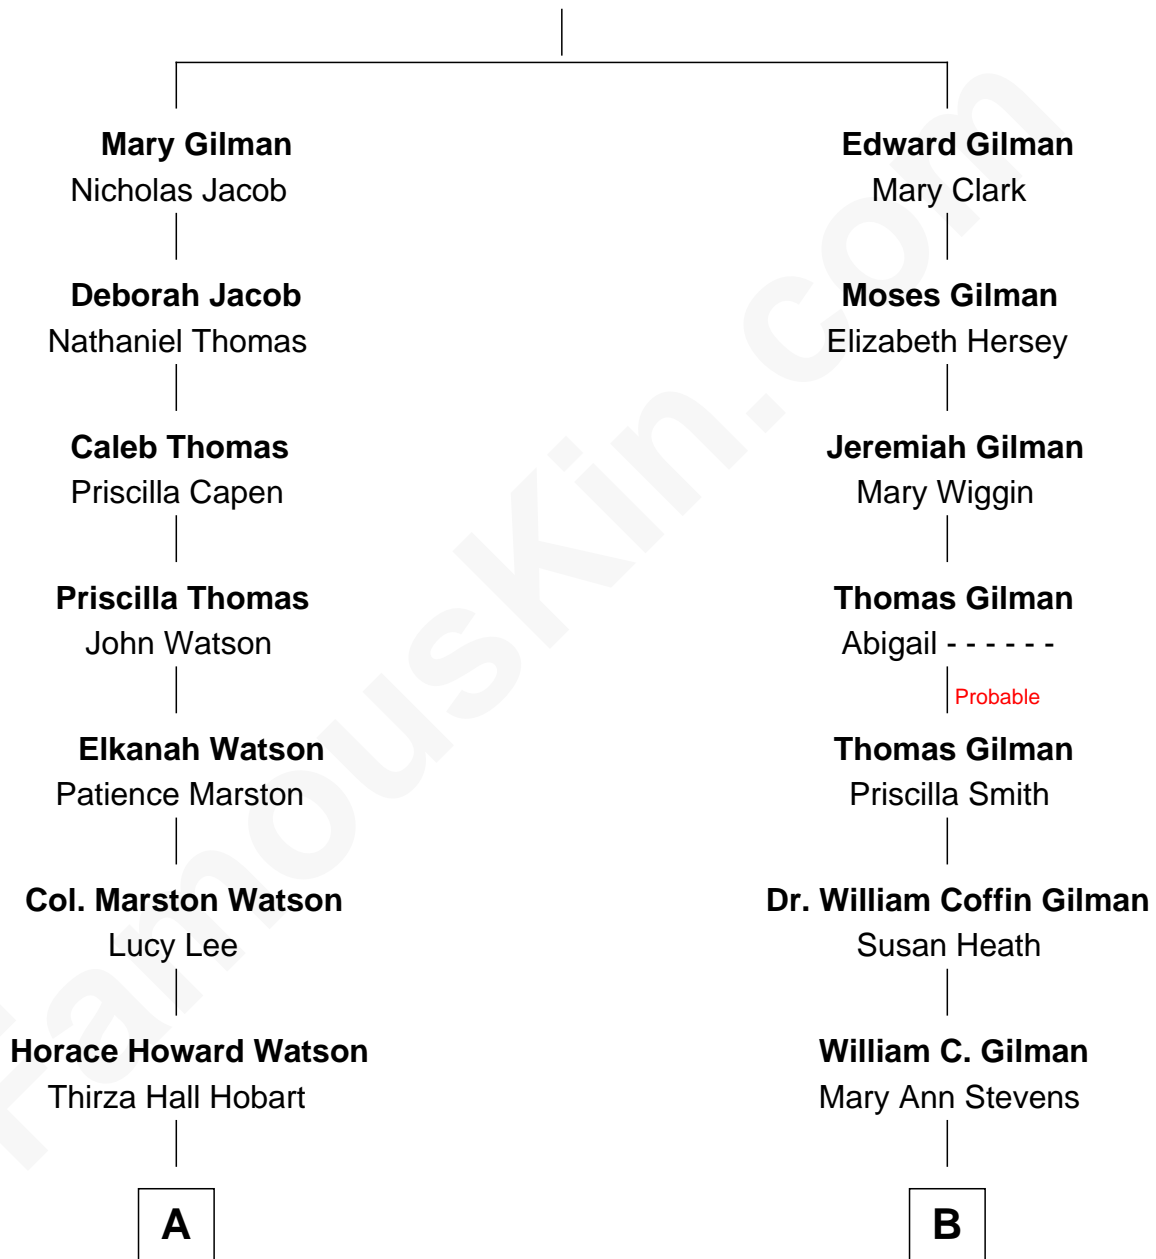 Mary Gilman
Nicholas Jacob
Edward Gilman
Mary Clark
Deborah Jacob
Nathaniel Thomas
Moses Gilman
Elizabeth Hersey
Caleb Thomas
Priscilla Capen
Jeremiah Gilman
Mary Wiggin
Priscilla Thomas
John Watson
Thomas Gilman
Abigail - - - - - -
Probable
Elkanah Watson
Patience Marston
Thomas Gilman
Priscilla Smith
Col. Marston Watson
Lucy Lee
Dr. William Coffin Gilman
Susan Heath
Horace Howard Watson
Thirza Hall Hobart
William C. Gilman
Mary Ann Stevens
A
B
FamousKin.com